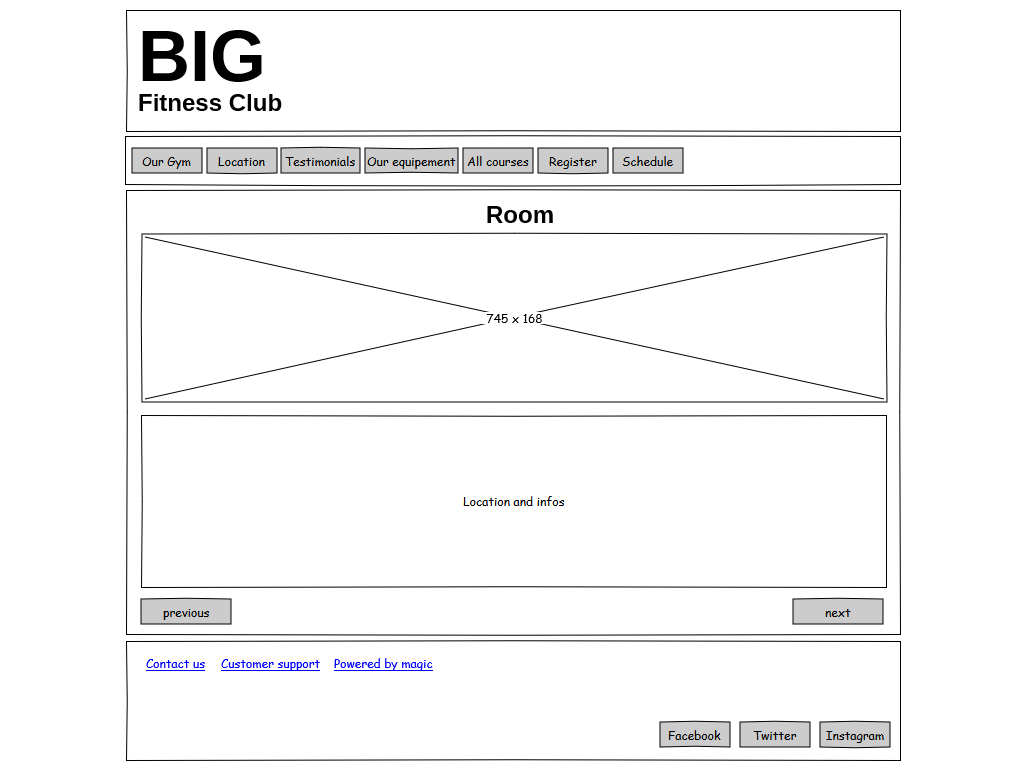 BIG
Fitness Club
Our Gym
Location
Testimonials
Our equipement
All courses
Register
Schedule
Room
745 x 168
Location and infos
previous
next
Contact us
Customer support
Powered by magic
Facebook
Twitter
Instagram